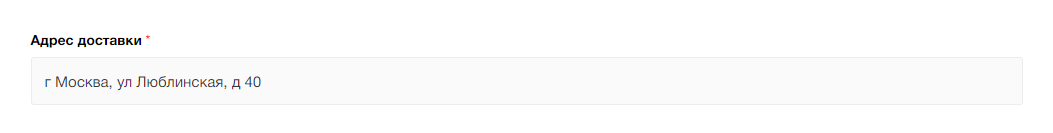 Адрес доставки *
г Москва, ул Люблинская, д 40